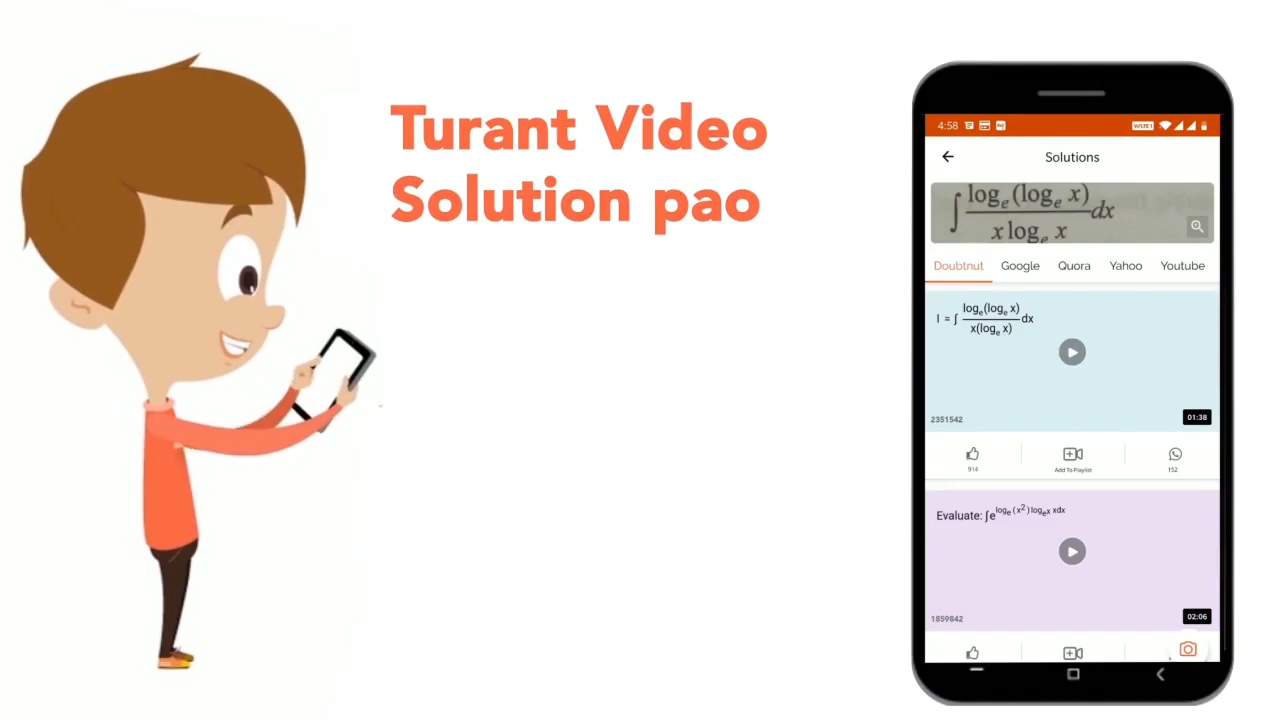 Turant Video
Solution pao
4:58
VoLTE1
Solutions
∫ logₑ(logₑ x) / x logₑ x dx
Doubtnut Google Quora Yahoo Youtube
I = ∫ logₑ(logₑ x) / x(logₑ x) dx
2351542 01:38
914 Add To Playlist 152
Evaluate: ∫e^logₑ(x²)logₑx xdx
1859842 02:06